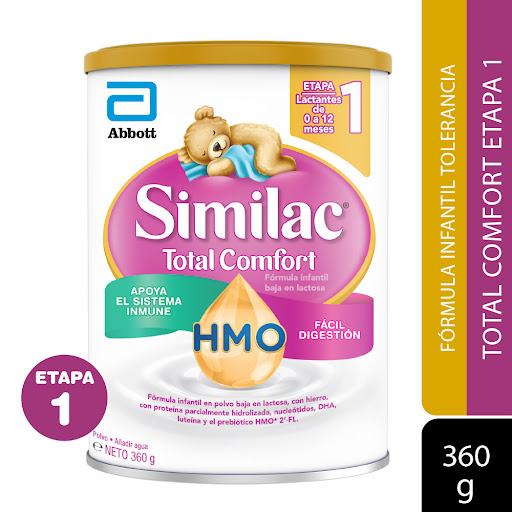 Abbott
ETAPA
Lactantes de
0 a 12
meses
1
Similac®
Total Comfort
Fórmula infantil
baja en lactosa
APOYA
EL SISTEMA
INMUNE
HMO
FÁCIL
DIGESTIÓN
ETAPA
1
Fórmula infantil en polvo baja en lactosa, con hierro,
con proteína parcialmente hidrolizada, nucleótidos, DHA,
luteína y el prebiótico HMO* 2'-FL.
Polvo • Añadir agua
e NETO 360 g
FÓRMULA INFANTIL TOLERANCIA
TOTAL COMFORT ETAPA 1
360
g